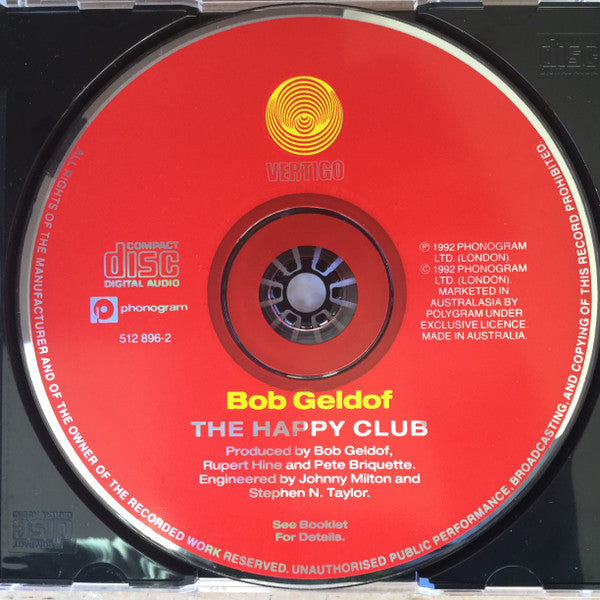 VERTIGO
COMPACT
disc
DIGITAL AUDIO
phonogram
512 896-2
℗ 1992 PHONOGRAM
LTD. (LONDON).
© 1992 PHONOGRAM
LTD. (LONDON).
MARKETED IN
AUSTRALASIA BY
POLYGRAM UNDER
EXCLUSIVE LICENCE.
MADE IN AUSTRALIA.
Bob Geldof
THE HAPPY CLUB
Produced by Bob Geldof,
Rupert Hine and Pete Briquette.
Engineered by Johnny Milton and
Stephen N. Taylor.
See Booklet
For Details.
ALL RIGHTS OF THE MANUFACTURER AND OF THE OWNER OF THE RECORDED WORK RESERVED. UNAUTHORISED PUBLIC PERFORMANCE, BROADCASTING, AND COPYING OF THIS RECORD PROHIBITED.
disc